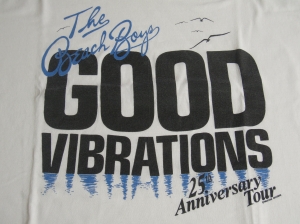 The
Beach Boys
GOOD
VIBRATIONS
25th
Anniversary
Tour